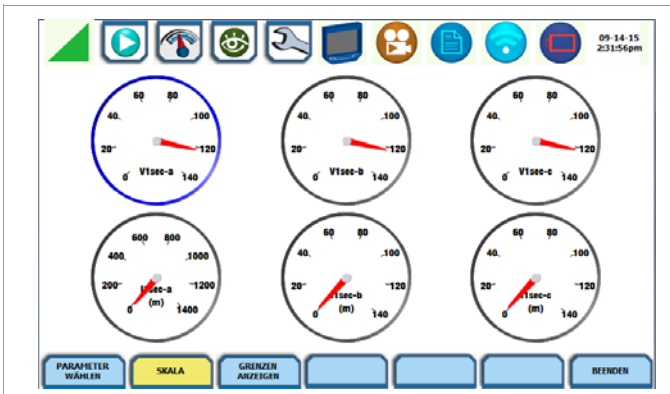 09-14-15
2:31:56pm
60 80
40 100
20 120
0 V1sec-a 140
60 80
40 100
20 120
0 V1sec-b 140
60 80
40 100
20 120
0 V1sec-c 140
600 800
400 1000
200 1200
(m)
0 1400
60 80
40 100
20 120
(m)
0 140
60 80
40 100
20 120
(m)
0 140
PARAMETER
WÄHLEN
SKALA
GRENZEN
ANZEIGEN
BEENDEN